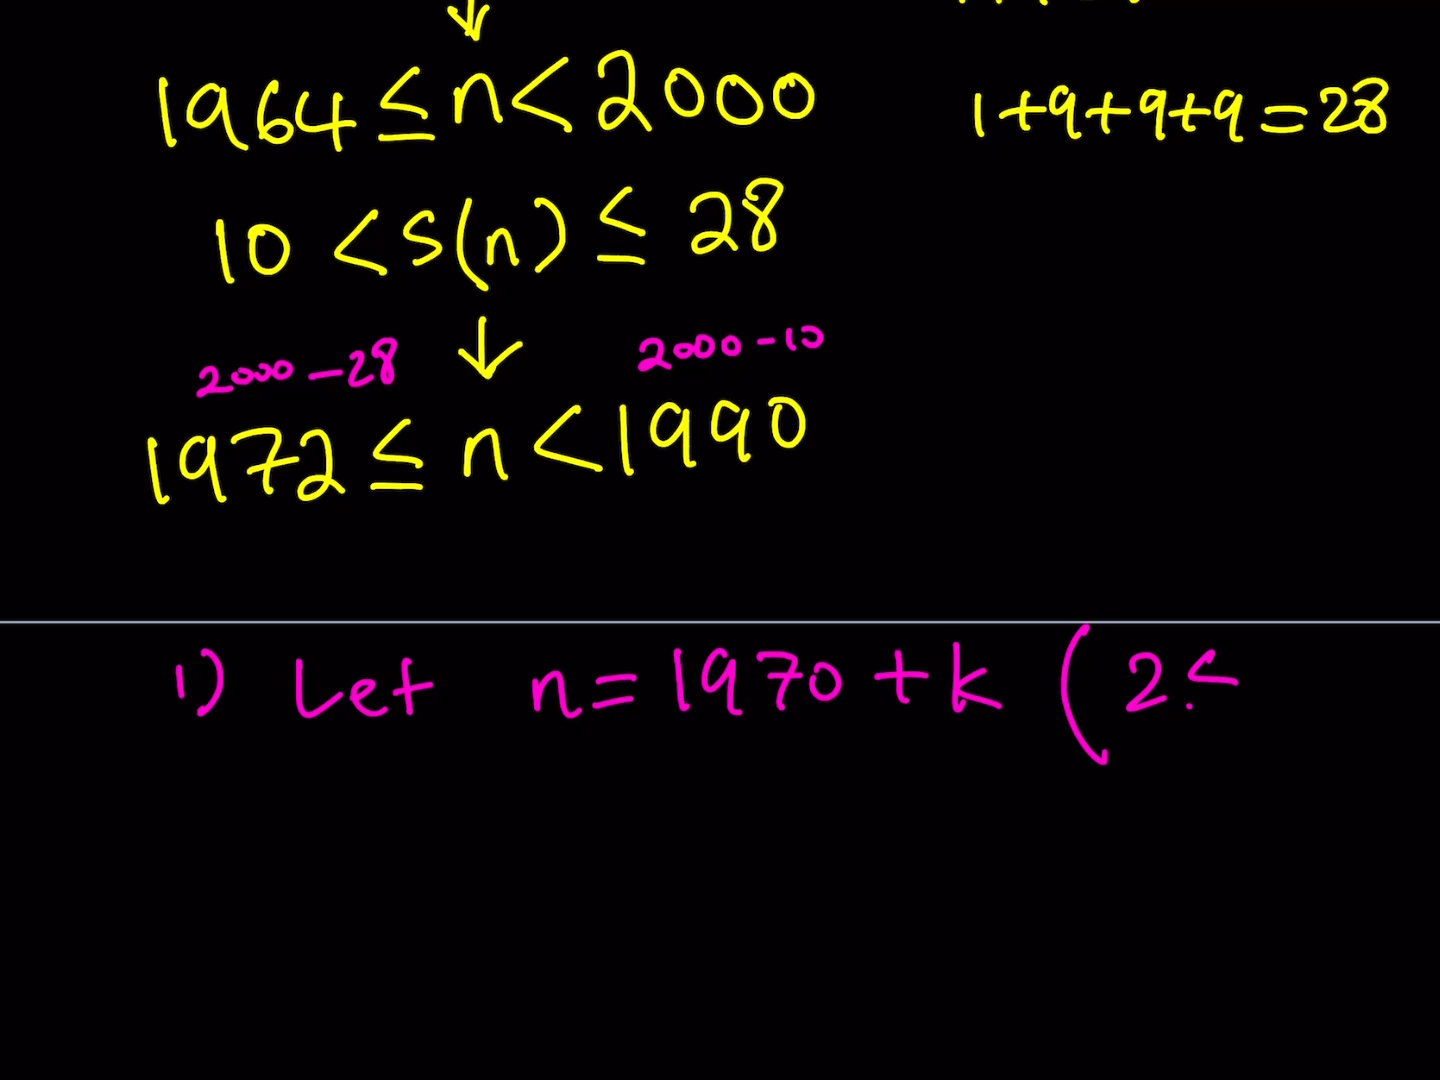 1964 ≤ n < 2000
1+9+9+9=28
10 < s(n) ≤ 28
2000-28
2000-10
1972 ≤ n < 1990
1) Let n = 1970 + k ( 2 ≤